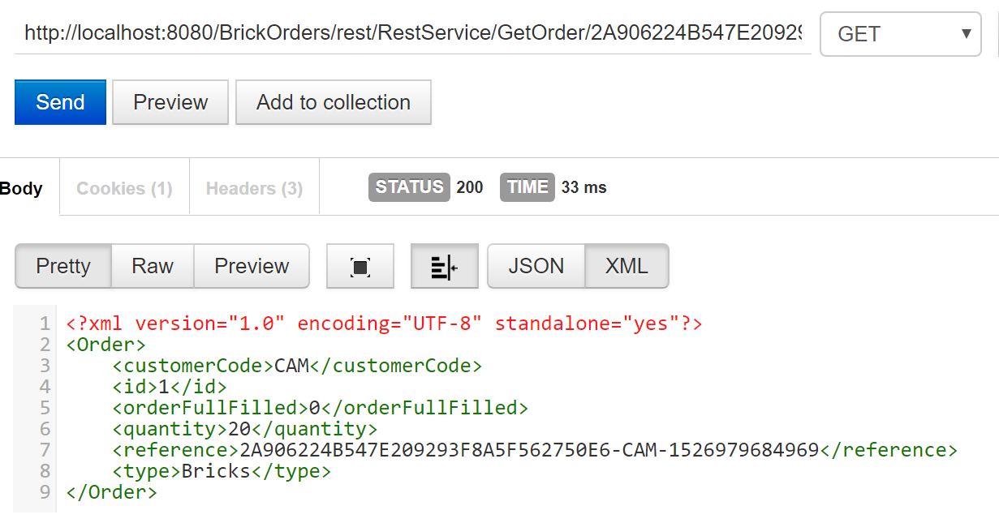 http://localhost:8080/BrickOrders/rest/RestService/GetOrder/2A906224B547E20929 GET
Send Preview Add to collection
Body Cookies (1) Headers (3) STATUS 200 TIME 33 ms
Pretty Raw Preview JSON XML
1 <?xml version="1.0" encoding="UTF-8" standalone="yes"?>
2 <Order>
3 <customerCode>CAM</customerCode>
4 <id>1</id>
5 <orderFullFilled>0</orderFullFilled>
6 <quantity>20</quantity>
7 <reference>2A906224B547E209293F8A5F562750E6-CAM-1526979684969</reference>
8 <type>Bricks</type>
9 </Order>